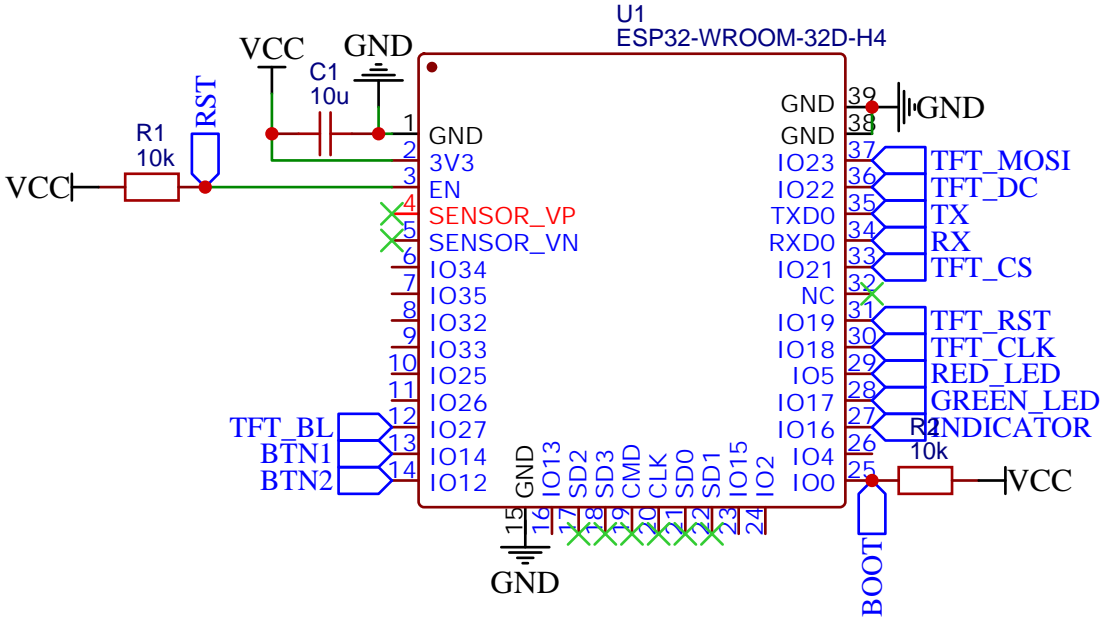 U1
ESP32-WROOM-32D-H4
VCC
GND
C1
10u
RST
R1
10k
VCC
1 GND
2 3V3
3 EN
4 SENSOR_VP
5 SENSOR_VN
6 IO34
7 IO35
8 IO32
9 IO33
10 IO25
11 IO26
TFT_BL 12 IO27
BTN1 13 IO14
BTN2 14 IO12
GND 15
GND
IO13 16
SD2 17
SD3 18
CMD 19
CLK 20
SD0 21
SD1 22
IO15 23
IO2 24
GND 39 GND
GND 38
IO23 37 TFT_MOSI
IO22 36 TFT_DC
TXD0 35 TX
RXD0 34 RX
IO21 33 TFT_CS
NC 32
IO19 31 TFT_RST
IO18 30 TFT_CLK
IO5 29 RED_LED
IO17 28 GREEN_LED
IO16 27 INDICATOR
IO4 26
IO0 25
R2
10k
VCC
BOOT